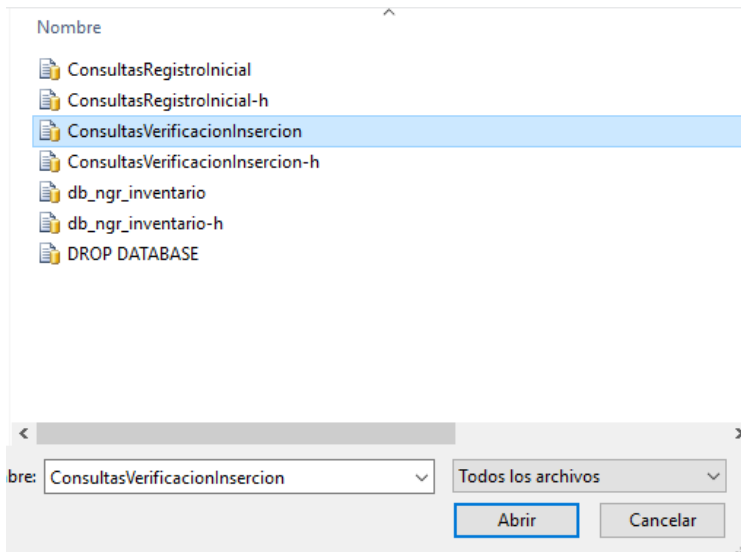 Nombre
ConsultasRegistroInicial
ConsultasRegistroInicial-h
ConsultasVerificacionInsercion
ConsultasVerificacionInsercion-h
db_ngr_inventario
db_ngr_inventario-h
DROP DATABASE
bre: ConsultasVerificacionInsercion Todos los archivos
Abrir Cancelar